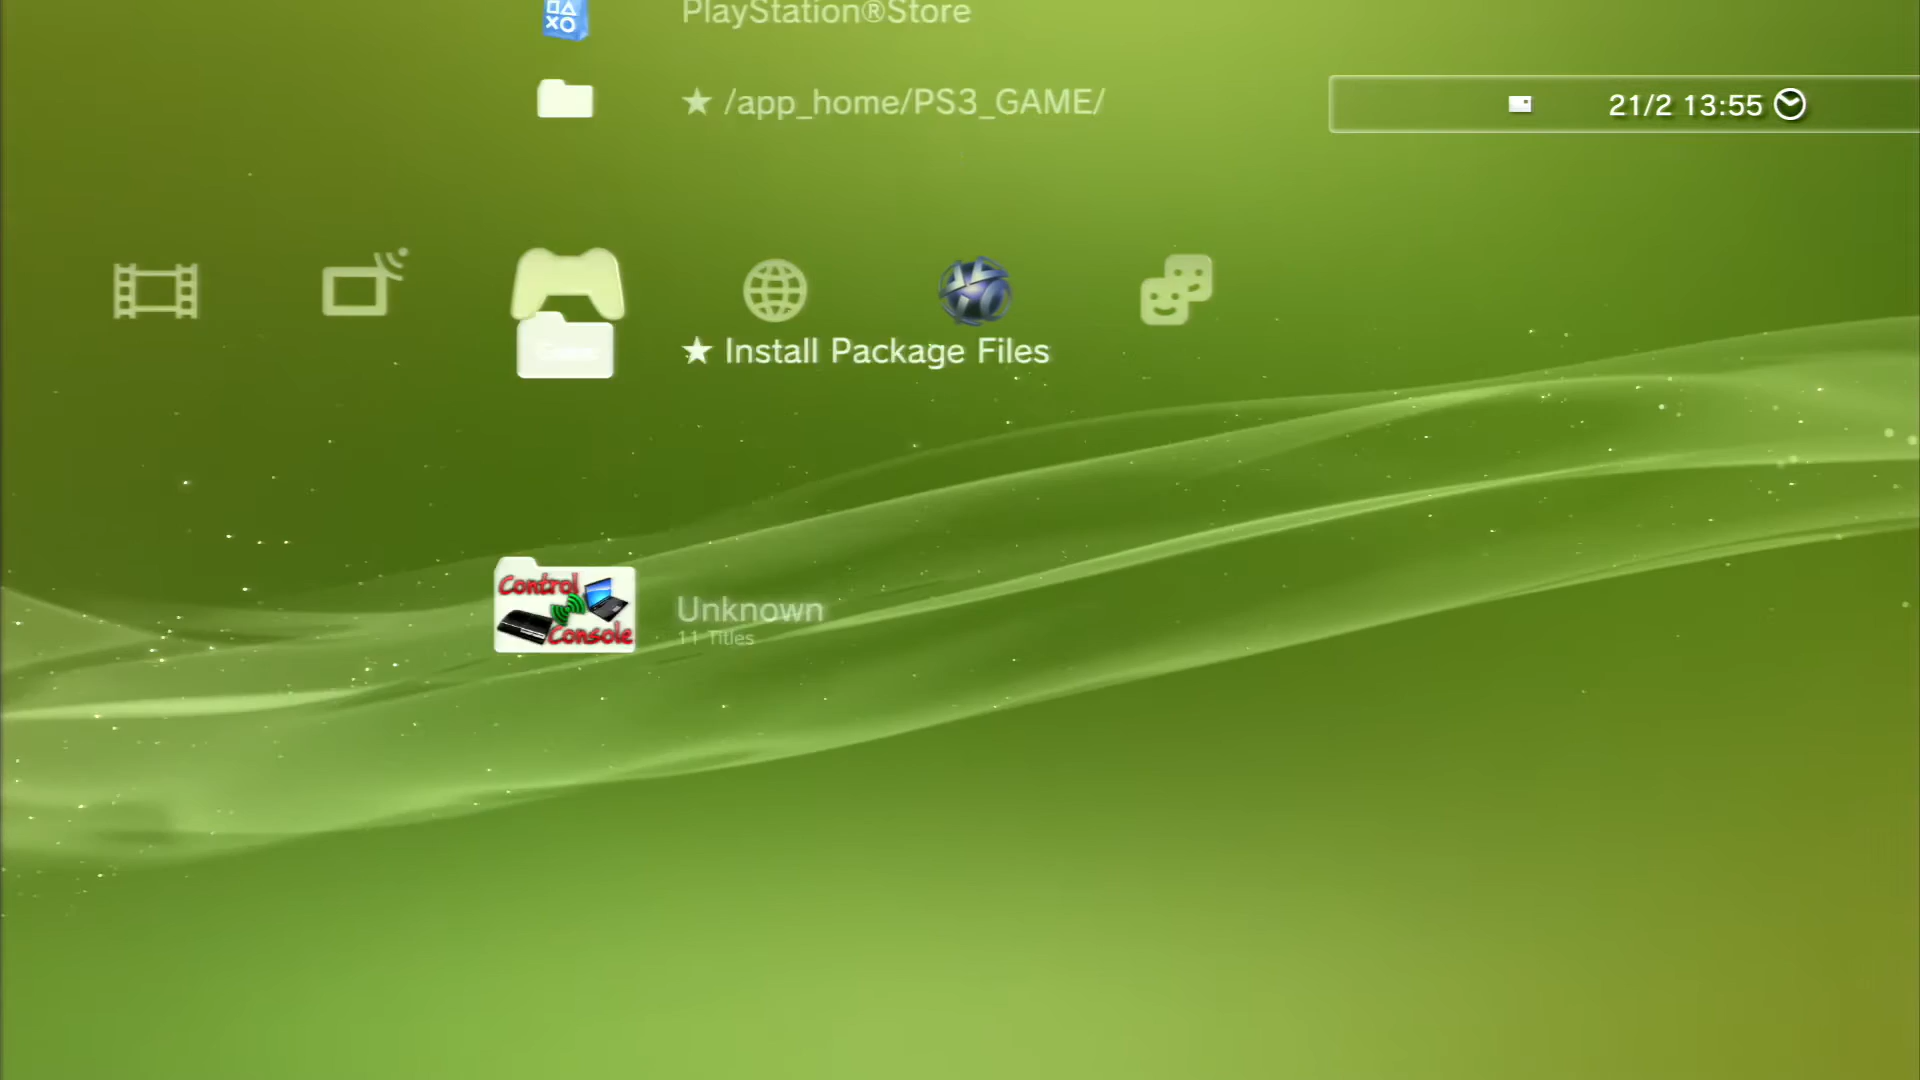 PlayStation®Store
★ /app_home/PS3_GAME/
21/2 13:55
★ Install Package Files
Control
Console
Unknown
11 Titles